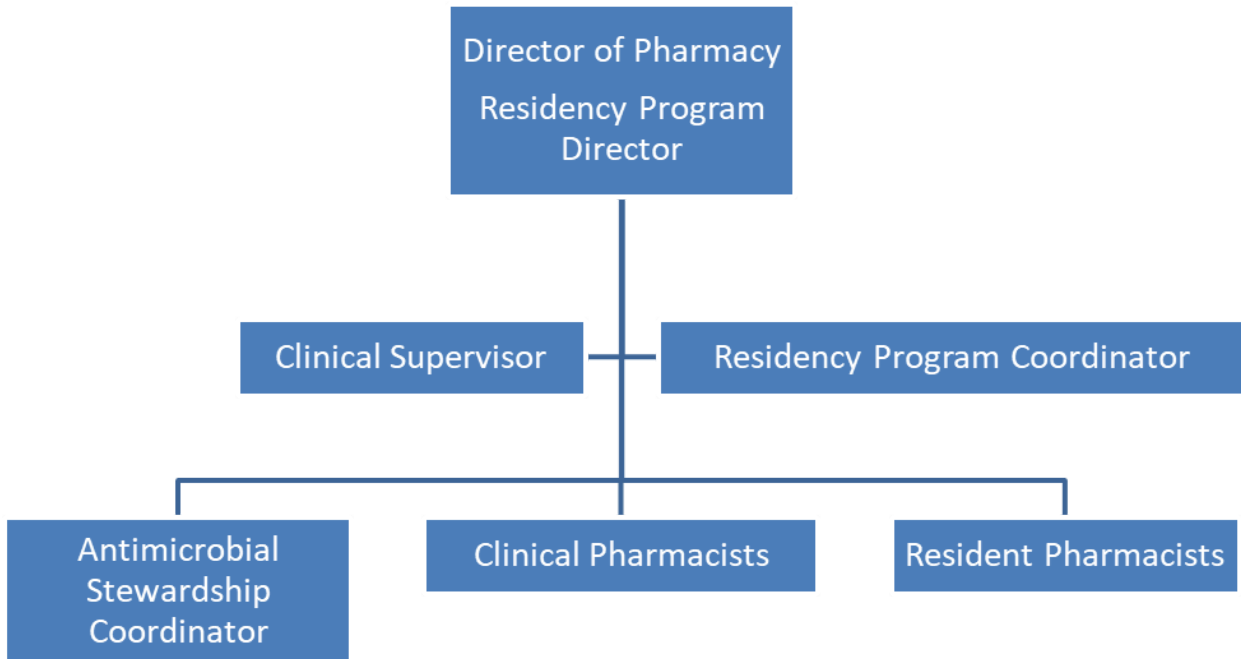 Director of Pharmacy
Residency Program
Director
Clinical Supervisor
Residency Program Coordinator
Antimicrobial
Stewardship
Coordinator
Clinical Pharmacists
Resident Pharmacists